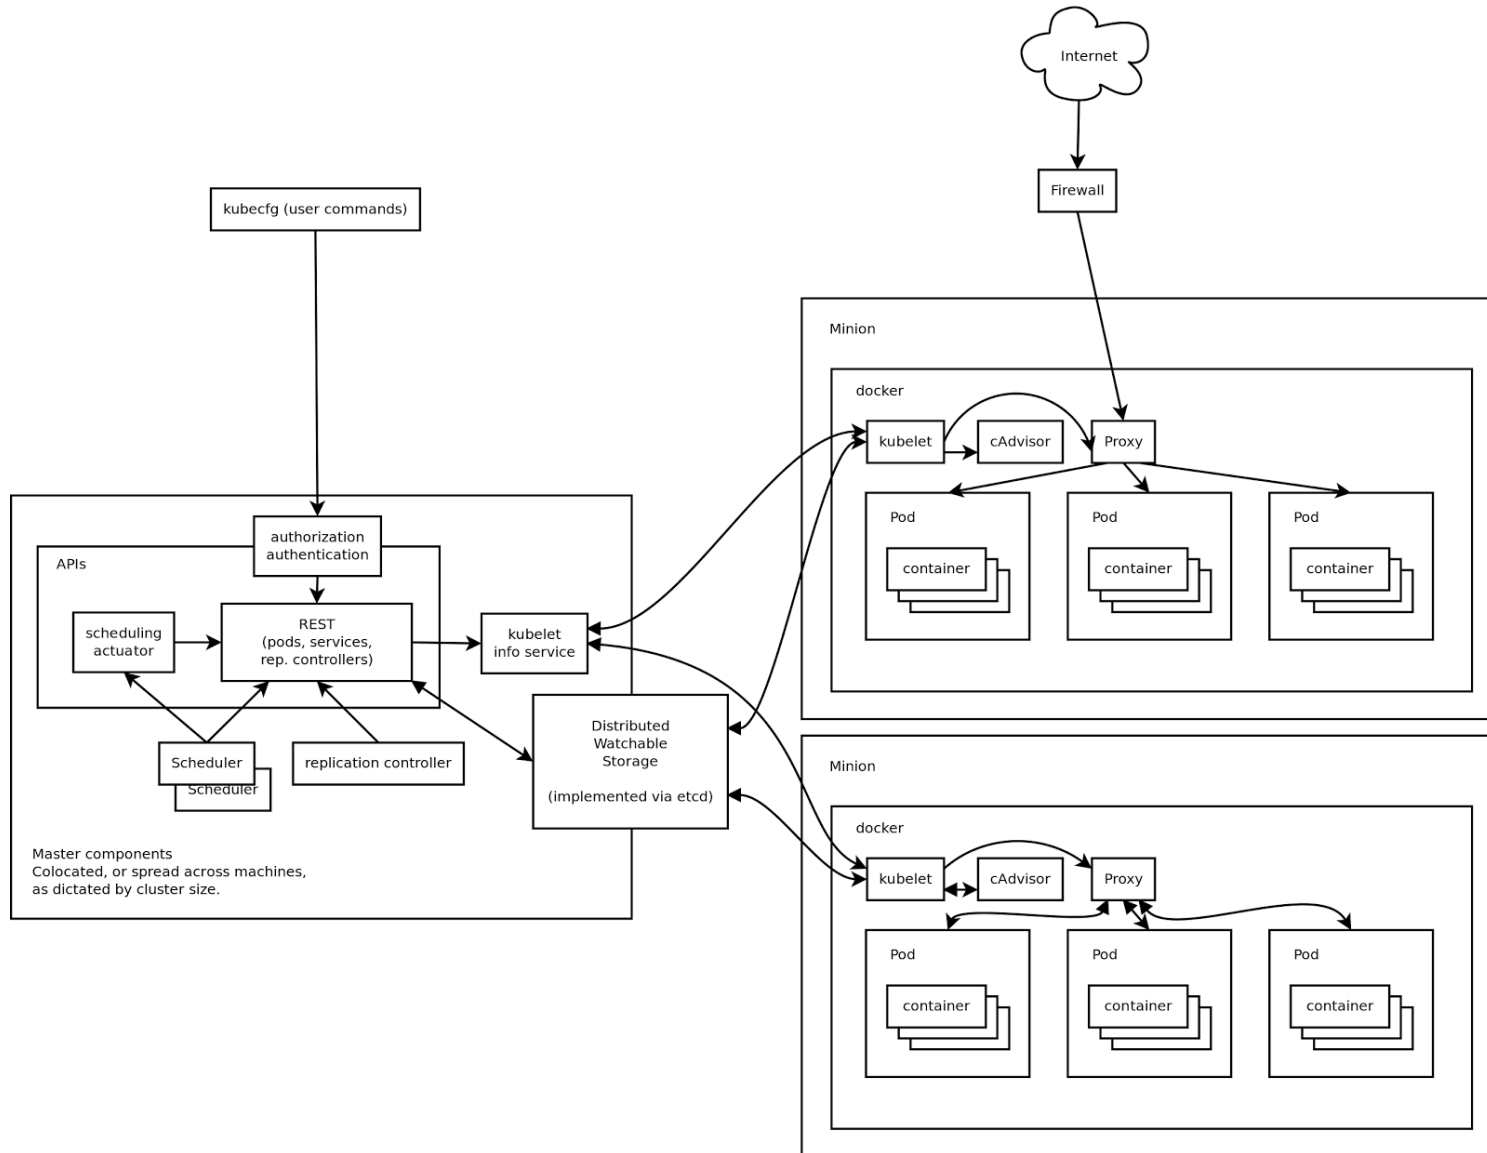 Internet
Firewall
kubecfg (user commands)
Minion
docker
kubelet
cAdvisor
Proxy
Pod
container
Pod
container
Pod
container
authorization
authentication
APIs
scheduling
actuator
REST
(pods, services,
rep. controllers)
kubelet
info service
Distributed
Watchable
Storage
(implemented via etcd)
Scheduler
Scheduler
replication controller
Master components
Colocated, or spread across machines,
as dictated by cluster size.
Minion
docker
kubelet
cAdvisor
Proxy
Pod
container
Pod
container
Pod
container